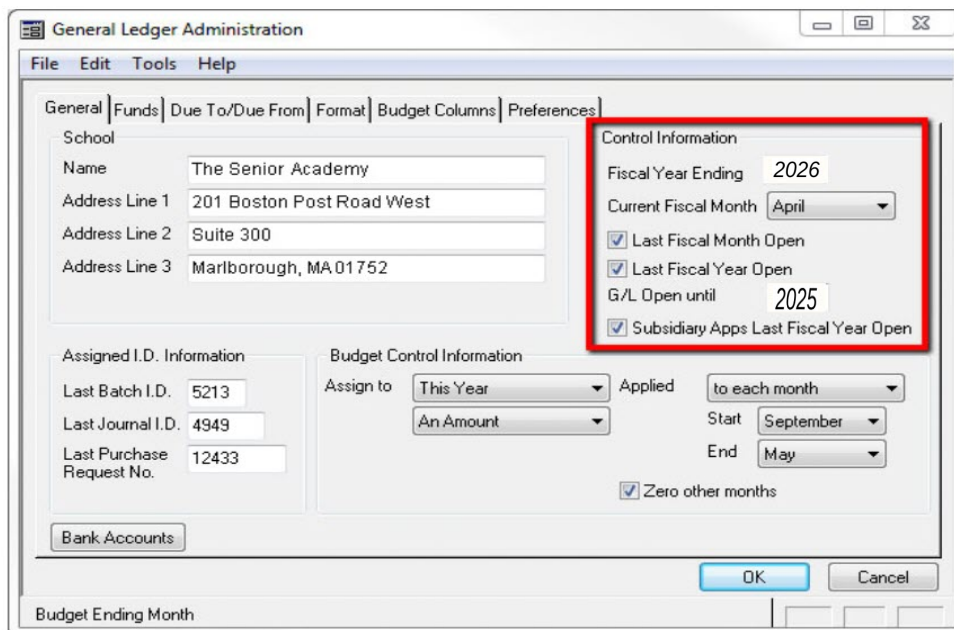 General Ledger Administration
File Edit Tools Help
General Funds Due To/Due From Format Budget Columns Preferences
School
Name The Senior Academy
Address Line 1 201 Boston Post Road West
Address Line 2 Suite 300
Address Line 3 Marlborough, MA 01752
Control Information
Fiscal Year Ending 2026
Current Fiscal Month April
Last Fiscal Month Open
Last Fiscal Year Open
G/L Open until 2025
Subsidiary Apps Last Fiscal Year Open
Assigned I.D. Information
Last Batch I.D. 5213
Last Journal I.D. 4949
Last Purchase
Request No. 12433
Budget Control Information
Assign to This Year Applied to each month
An Amount Start September
End May
Zero other months
Bank Accounts
OK Cancel
Budget Ending Month